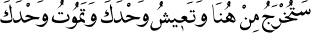 سَتُخْرَجُ مِنْ هُنَا وَتَعِيشُ وَحْدَكَ وَتَمُوتُ وَحْدَكَ